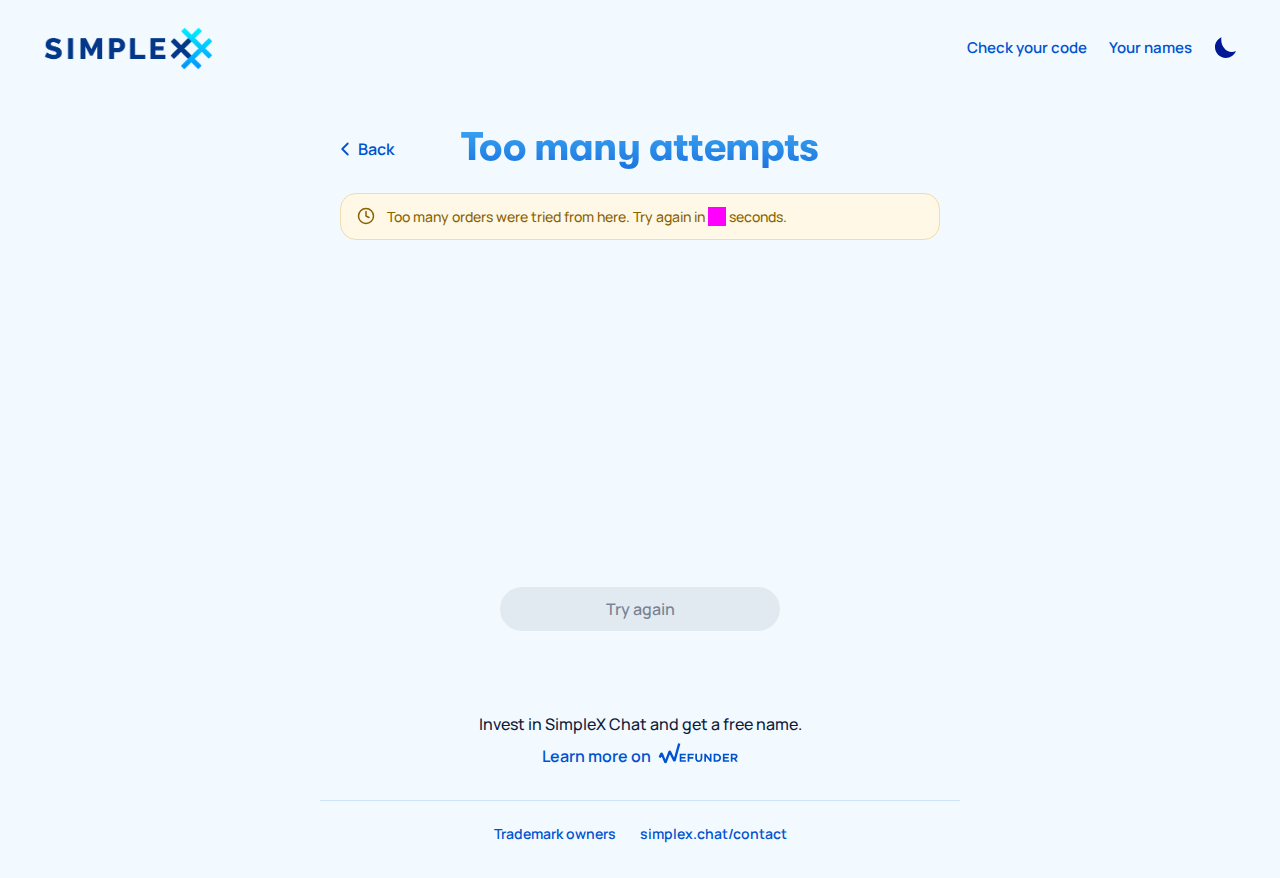 SIMPLEX
Check your code
Your names
Back
Too many attempts
Too many orders were tried from here. Try again in seconds.
Try again
Invest in SimpleX Chat and get a free name.
Learn more on WEFUNDER
Trademark owners
simplex.chat/contact